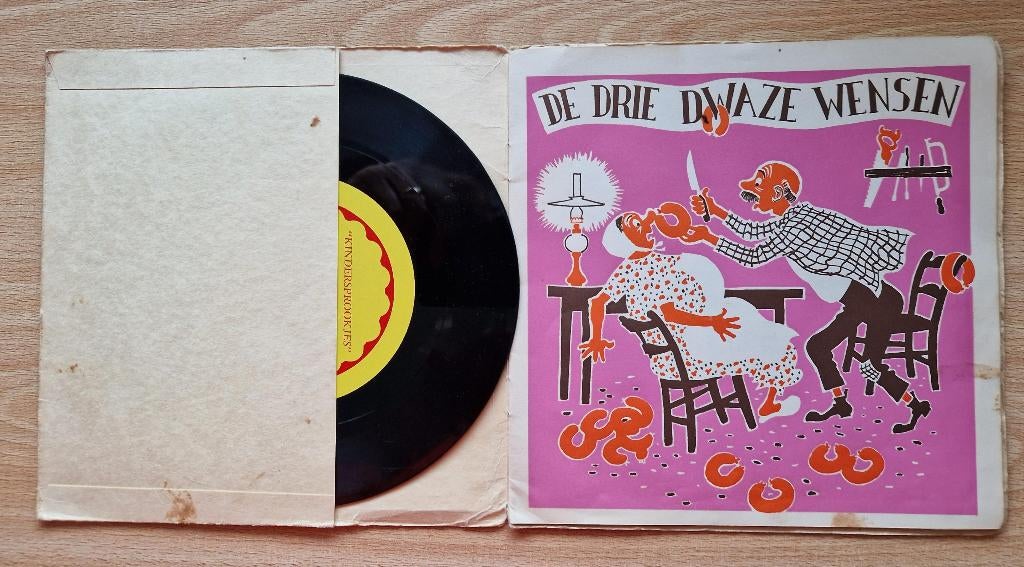 "KINDERSPROOKJES"
DE DRIE DWAZE WENSEN